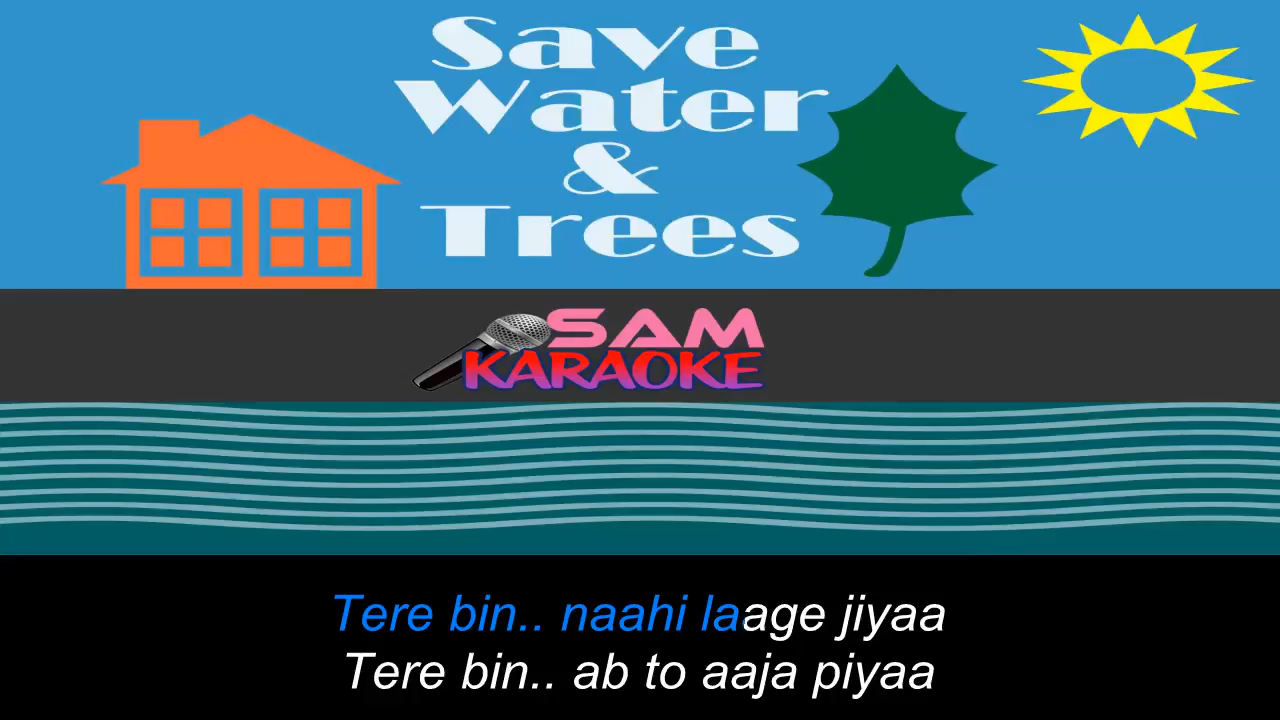 Save
Water
&
Trees
SAM
KARAOKE
Tere bin.. naahi laage jiyaa
Tere bin.. ab to aaja piyaa